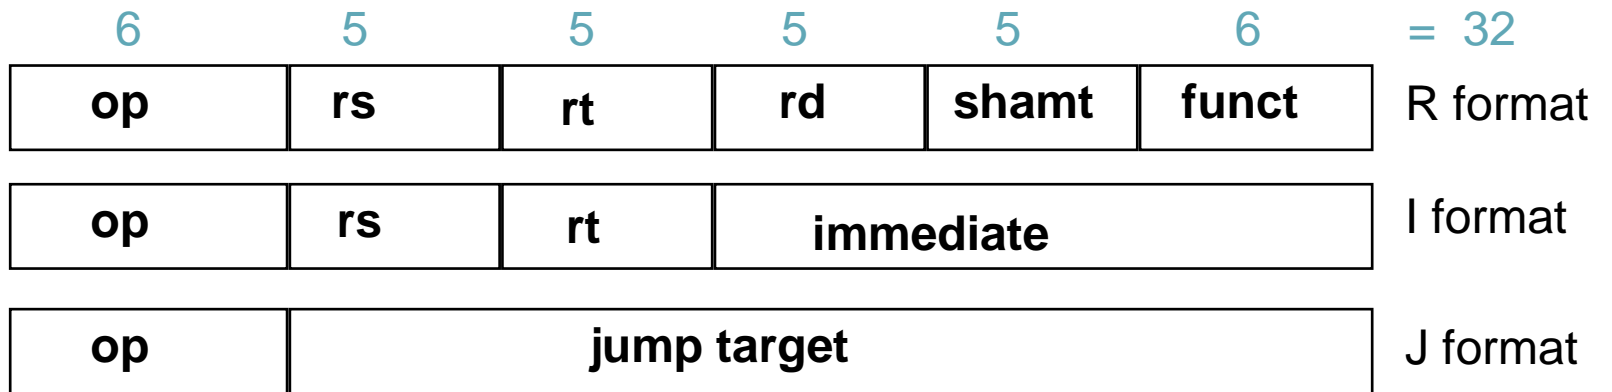 6 5 5 5 5 6 = 32
op rs rt rd shamt funct R format
op rs rt immediate I format
op jump target J format